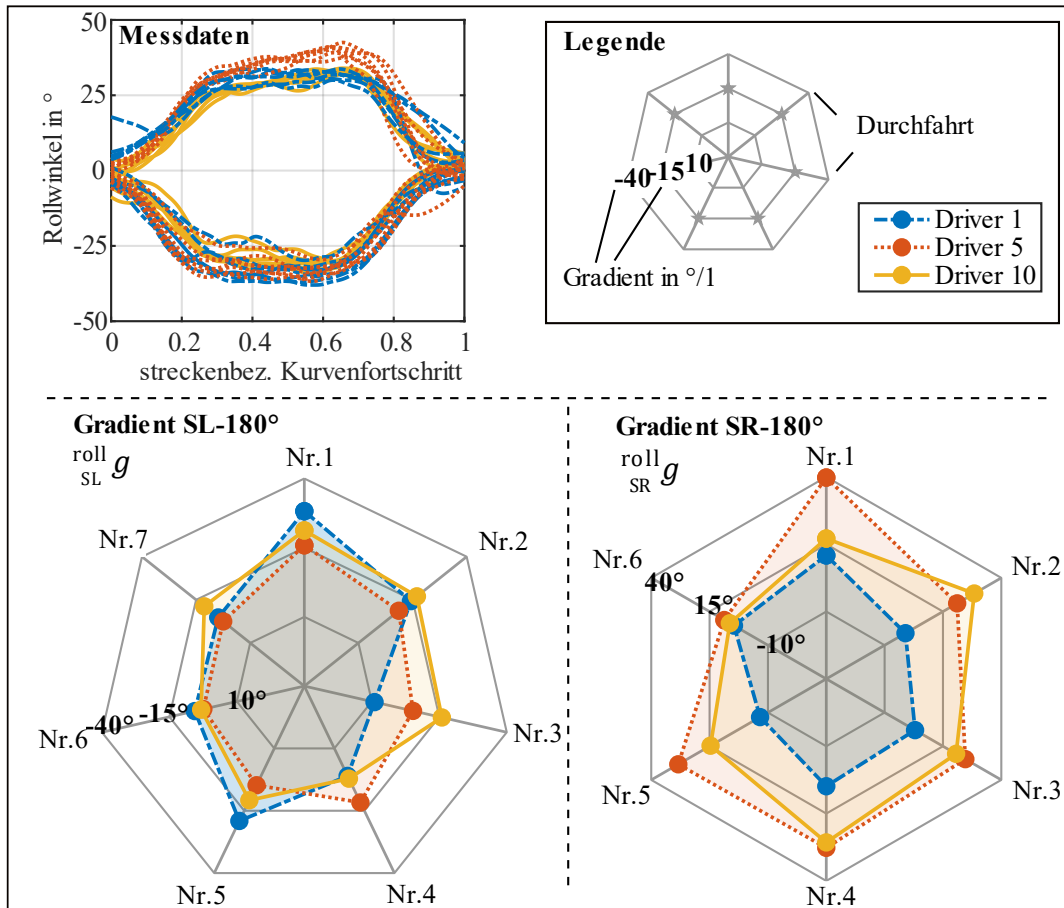 Messdaten
50
25
0
-25
-50
Rollwinkel in °
0 0.2 0.4 0.6 0.8 1
streckenbez. Kurvenfortschritt
Legende
Durchfahrt
-40 -15 10
Gradient in °/1
Driver 1
Driver 5
Driver 10
Gradient SL-180°
roll
SL g
Nr.1
Nr.2
Nr.3
Nr.4
Nr.5
Nr.6
Nr.7
-40° -15° 10°
Gradient SR-180°
roll
SR g
Nr.1
Nr.2
Nr.3
Nr.4
Nr.5
Nr.6
40°
15°
-10°